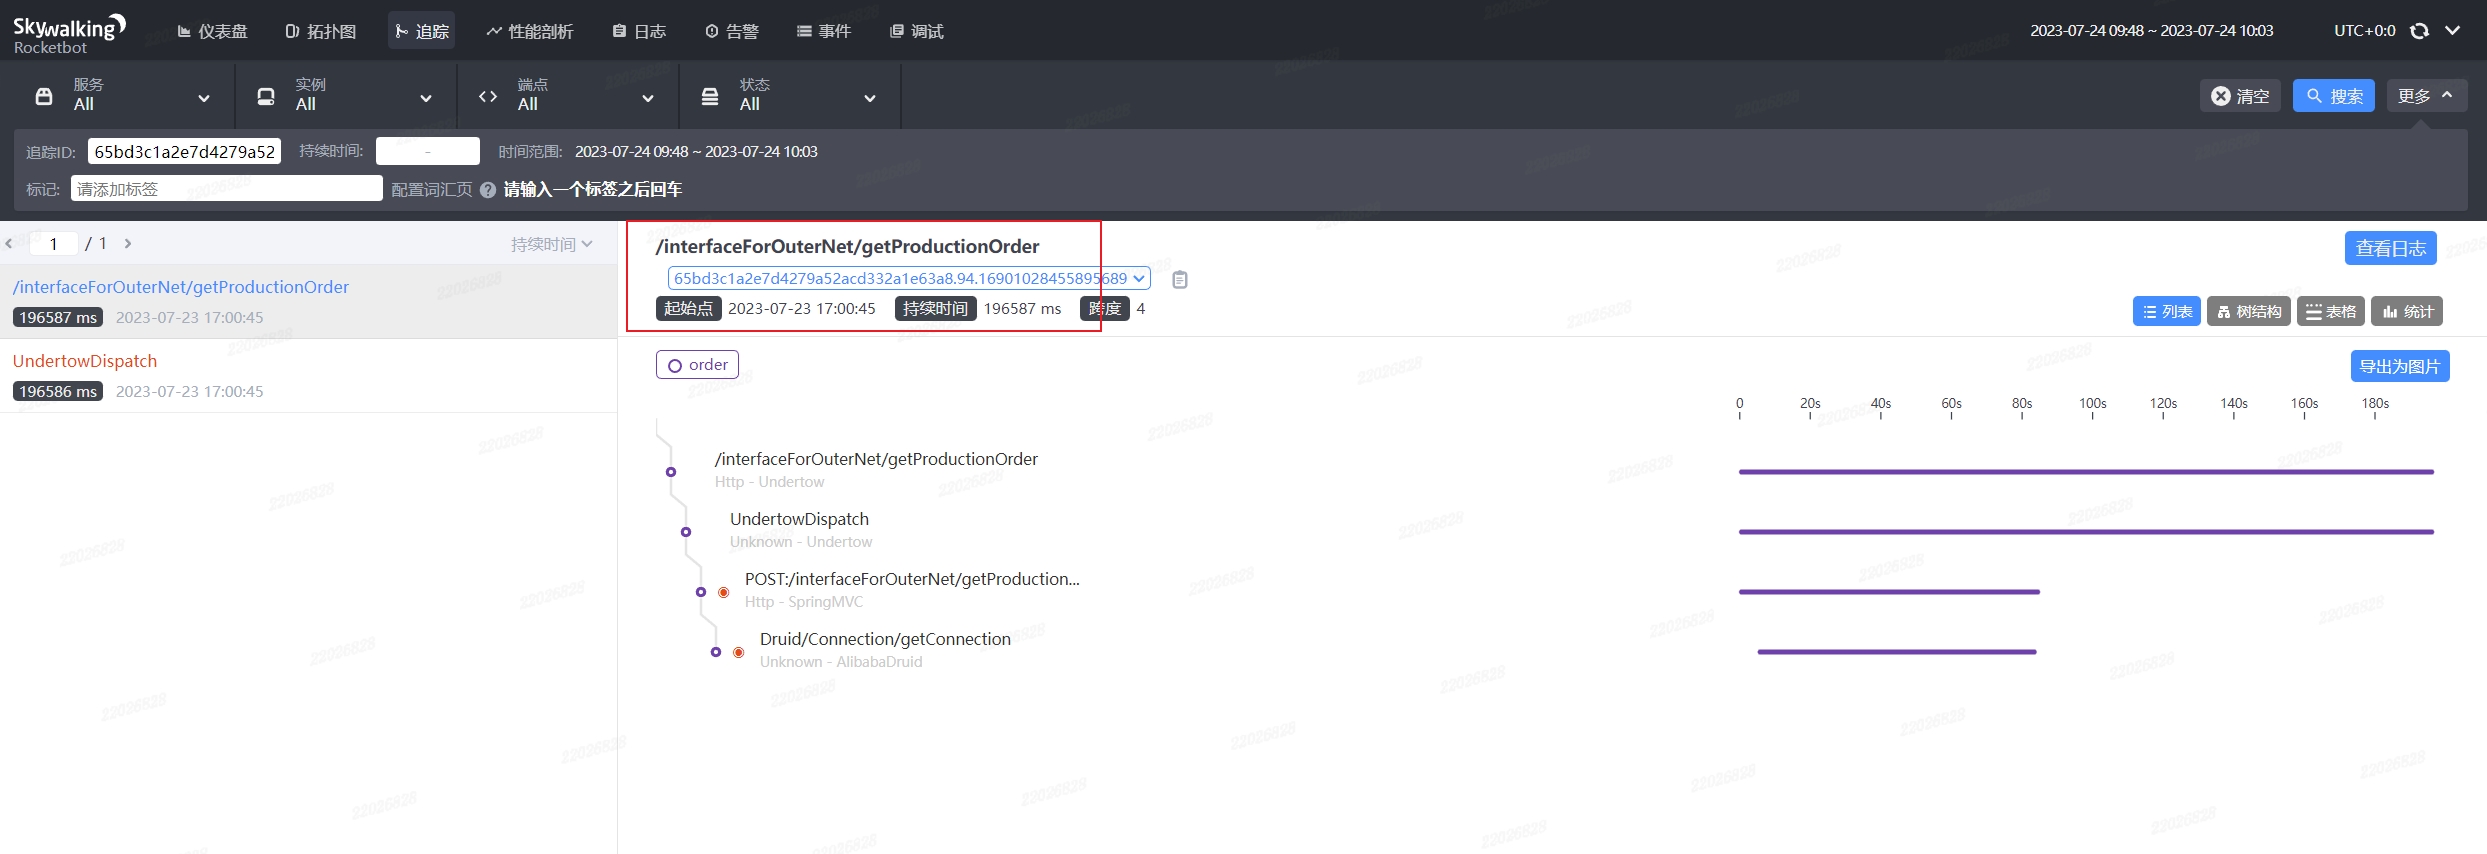 Skywalking
Rocketbot
仪表盘 拓扑图 追踪 性能剖析 日志 告警 事件 调试
2023-07-24 09:48 ~ 2023-07-24 10:03 UTC+0:0
服务 实例 端点 状态
All All All All
清空 搜索 更多
追踪ID: 65bd3c1a2e7d4279a52 持续时间: - 时间范围: 2023-07-24 09:48 ~ 2023-07-24 10:03
标记: 请添加标签 配置词汇页 ? 请输入一个标签之后回车
1 / 1 持续时间
/interfaceForOuterNet/getProductionOrder
196587 ms 2023-07-23 17:00:45
UndertowDispatch
196586 ms 2023-07-23 17:00:45
/interfaceForOuterNet/getProductionOrder
查看日志
65bd3c1a2e7d4279a52acd332a1e63a8.94.16901028455895689
起始点 2023-07-23 17:00:45 持续时间 196587 ms 跨度 4
列表 树结构 表格 统计
order
导出为图片
0 20s 40s 60s 80s 100s 120s 140s 160s 180s
/interfaceForOuterNet/getProductionOrder
Http - Undertow
UndertowDispatch
Unknown - Undertow
POST:/interfaceForOuterNet/getProduction...
Http - SpringMVC
Druid/Connection/getConnection
Unknown - AlibabaDruid
22026828